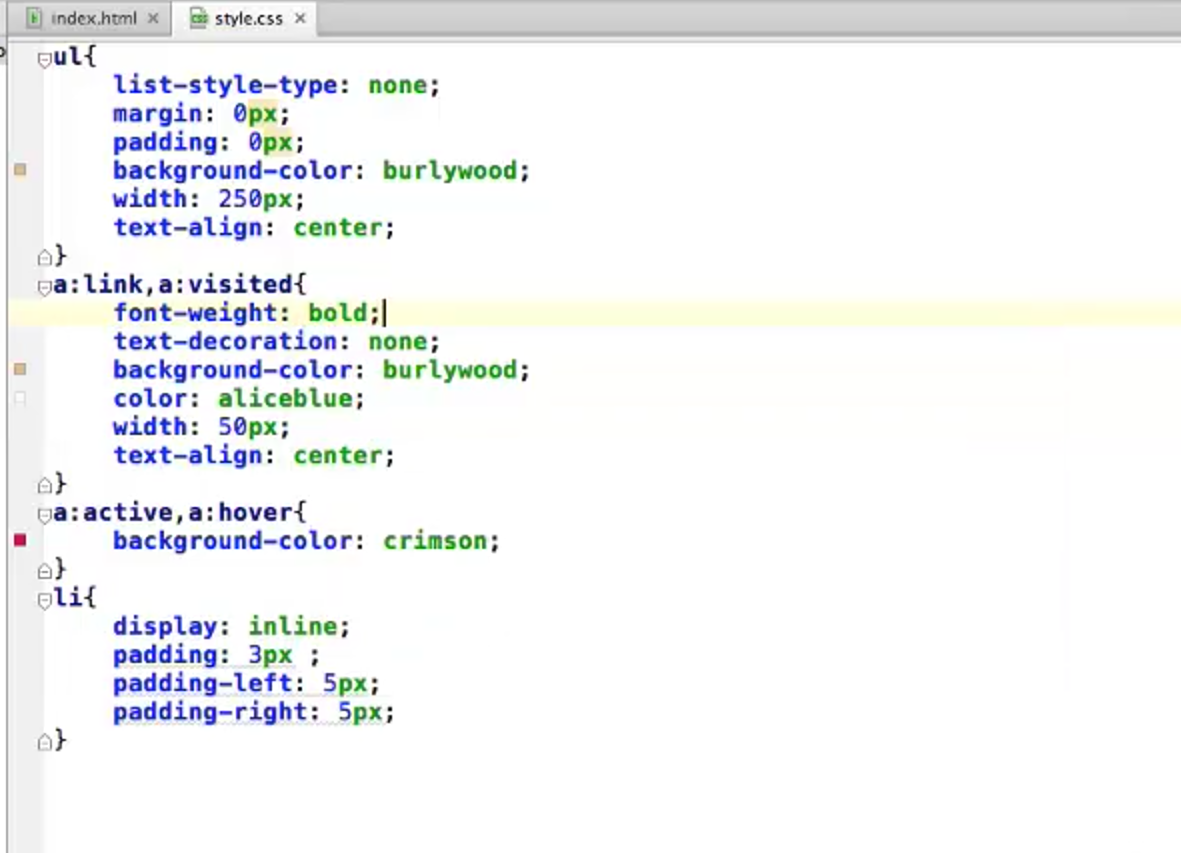 index.html
style.css
ul{
list-style-type: none;
margin: 0px;
padding: 0px;
background-color: burlywood;
width: 250px;
text-align: center;
}
a:link,a:visited{
font-weight: bold;
text-decoration: none;
background-color: burlywood;
color: aliceblue;
width: 50px;
text-align: center;
}
a:active,a:hover{
background-color: crimson;
}
li{
display: inline;
padding: 3px ;
padding-left: 5px;
padding-right: 5px;
}